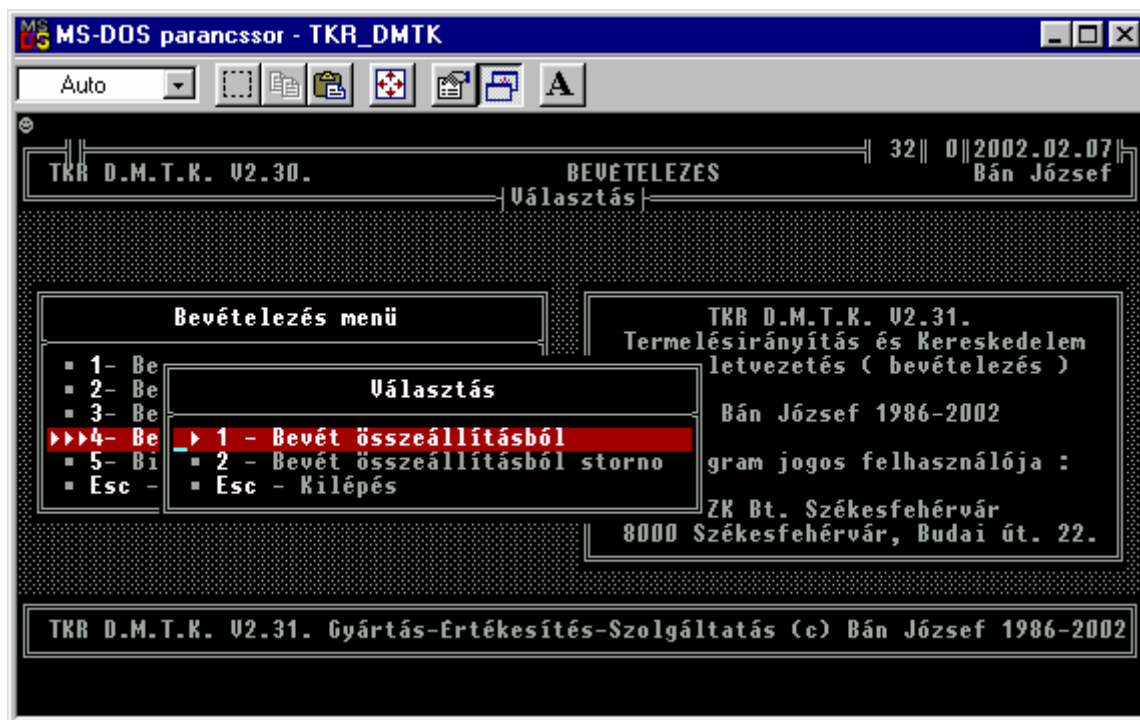 MS-DOS parancssor - TKR_DMTK
Auto
A
32 0 2002.02.07
TKR D.M.T.K. V2.30. BEVÉTELEZÉS Bán József
Választás
Bevételezés menü
1- Be
2- Be
3- Be
4- Be
5- Bi
Esc -
Választás
1 - Bevét összeállításból
2 - Bevét összeállításból storno
Esc - Kilépés
TKR D.M.T.K. V2.31.
Termelésirányítás és Kereskedelem
letvezetés ( bevételezés )
Bán József 1986-2002
gram jogos felhasználója :
ZK Bt. Székesfehérvár
8000 Székesfehérvár, Budai út. 22.
TKR D.M.T.K. V2.31. Gyártás-Értékesítés-Szolgáltatás (c) Bán József 1986-2002